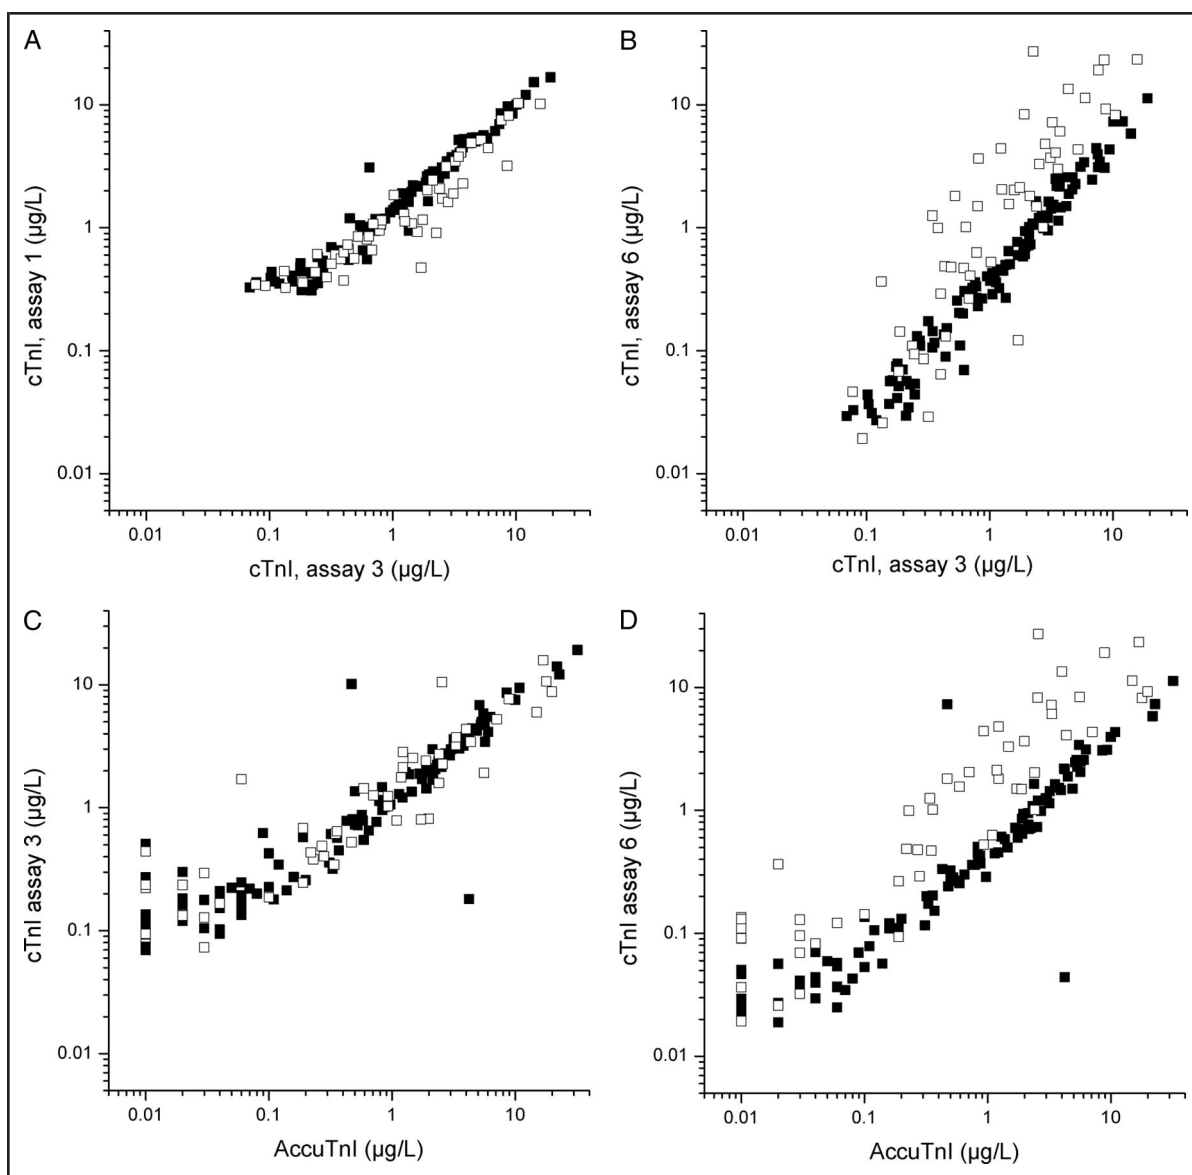 A
10
1
0.1
0.01
cTnI, assay 1 (µg/L)
0.01 0.1 1 10
cTnI, assay 3 (µg/L)
B
10
1
0.1
0.01
cTnI, assay 6 (µg/L)
0.01 0.1 1 10
cTnI, assay 3 (µg/L)
C
10
1
0.1
0.01
cTnI assay 3 (µg/L)
0.01 0.1 1 10
AccuTnI (µg/L)
D
10
1
0.1
0.01
cTnI assay 6 (µg/L)
0.01 0.1 1 10
AccuTnI (µg/L)